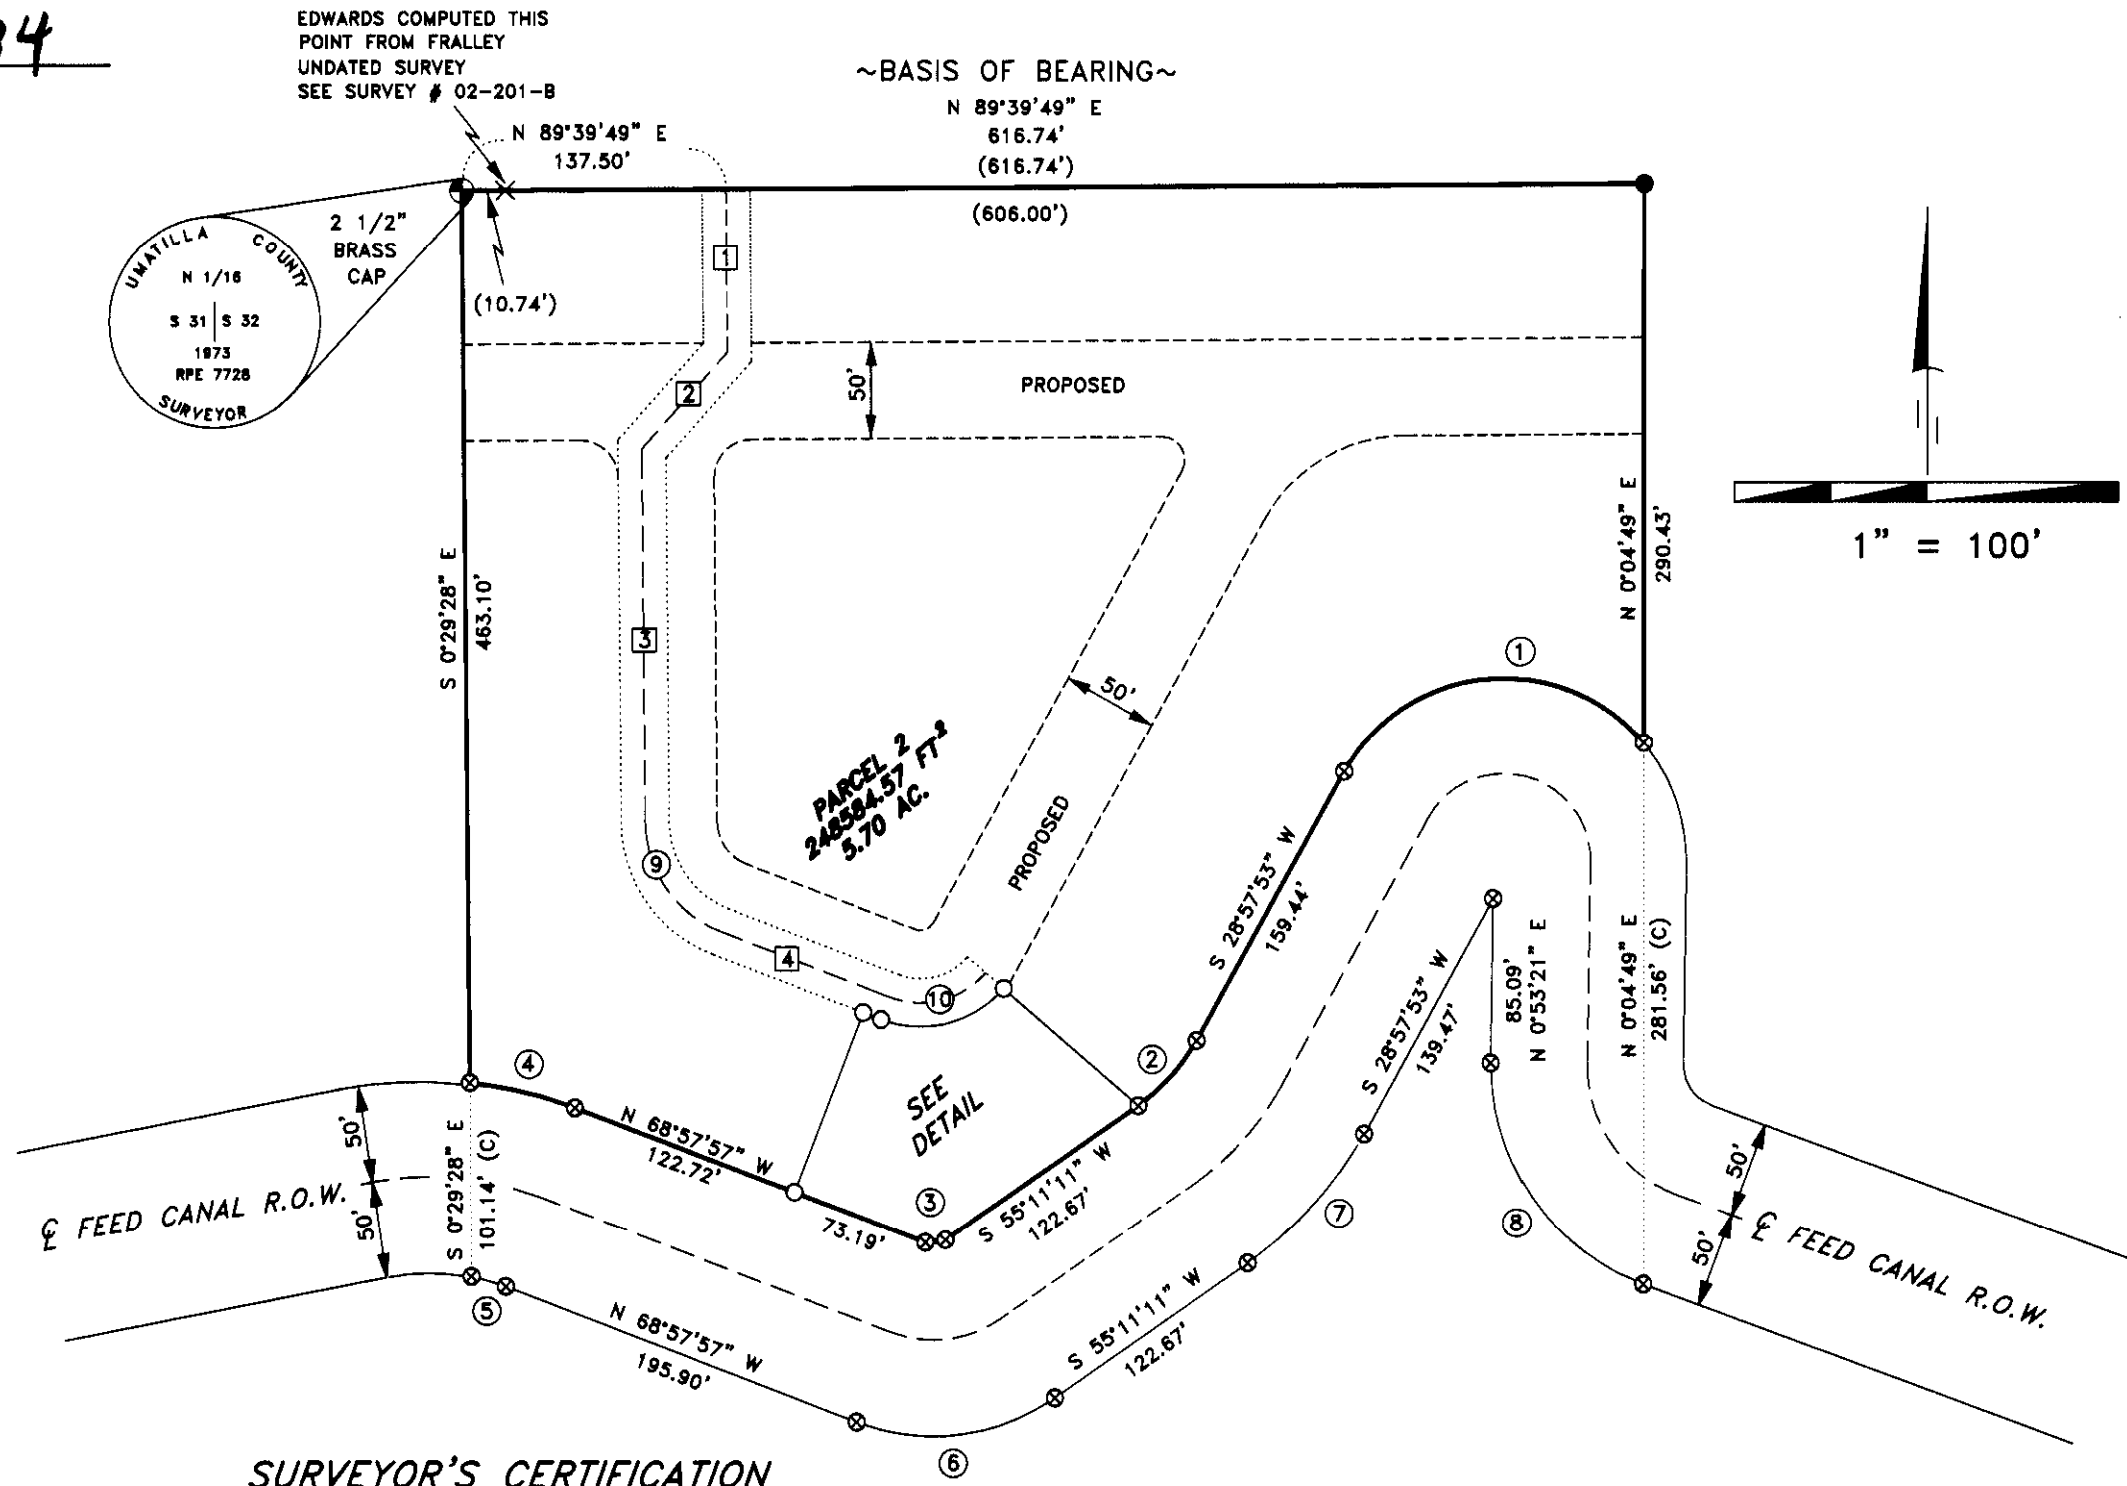 EDWARDS COMPUTED THIS
POINT FROM FRALLEY
UNDATED SURVEY
SEE SURVEY # 02-201-B
~BASIS OF BEARING~
N 89°39'49" E
616.74'
(616.74')
(606.00')
N 89°39'49" E
137.50'
2 1/2"
BRASS
CAP
(10.74')
UMATILLA COUNTY
N 1/16
S 31 S 32
1973
RPE 7728
SURVEYOR
1
2
3
4
50'
PROPOSED
S 0°29'28" E
463.10'
N 0°04'49" E
290.43'
1" = 100'
50'
PROPOSED
PARCEL 2
248584.57 FT²
5.70 AC.
1
2
3
4
5
6
7
8
9
10
S 28°57'53" W
159.44'
S 28°57'53" W
139.47'
85.09'
N 0°53'21" E
N 0°04'49" E
281.56' (C)
SEE
DETAIL
N 68°57'57" W
122.72'
73.19'
S 55°11'11" W
122.67'
50'
50'
S 0°29'28" E
101.14' (C)
℄ FEED CANAL R.O.W.
N 68°57'57" W
195.90'
S 55°11'11" W
122.67'
50'
50'
℄ FEED CANAL R.O.W.
SURVEYOR'S CERTIFICATION